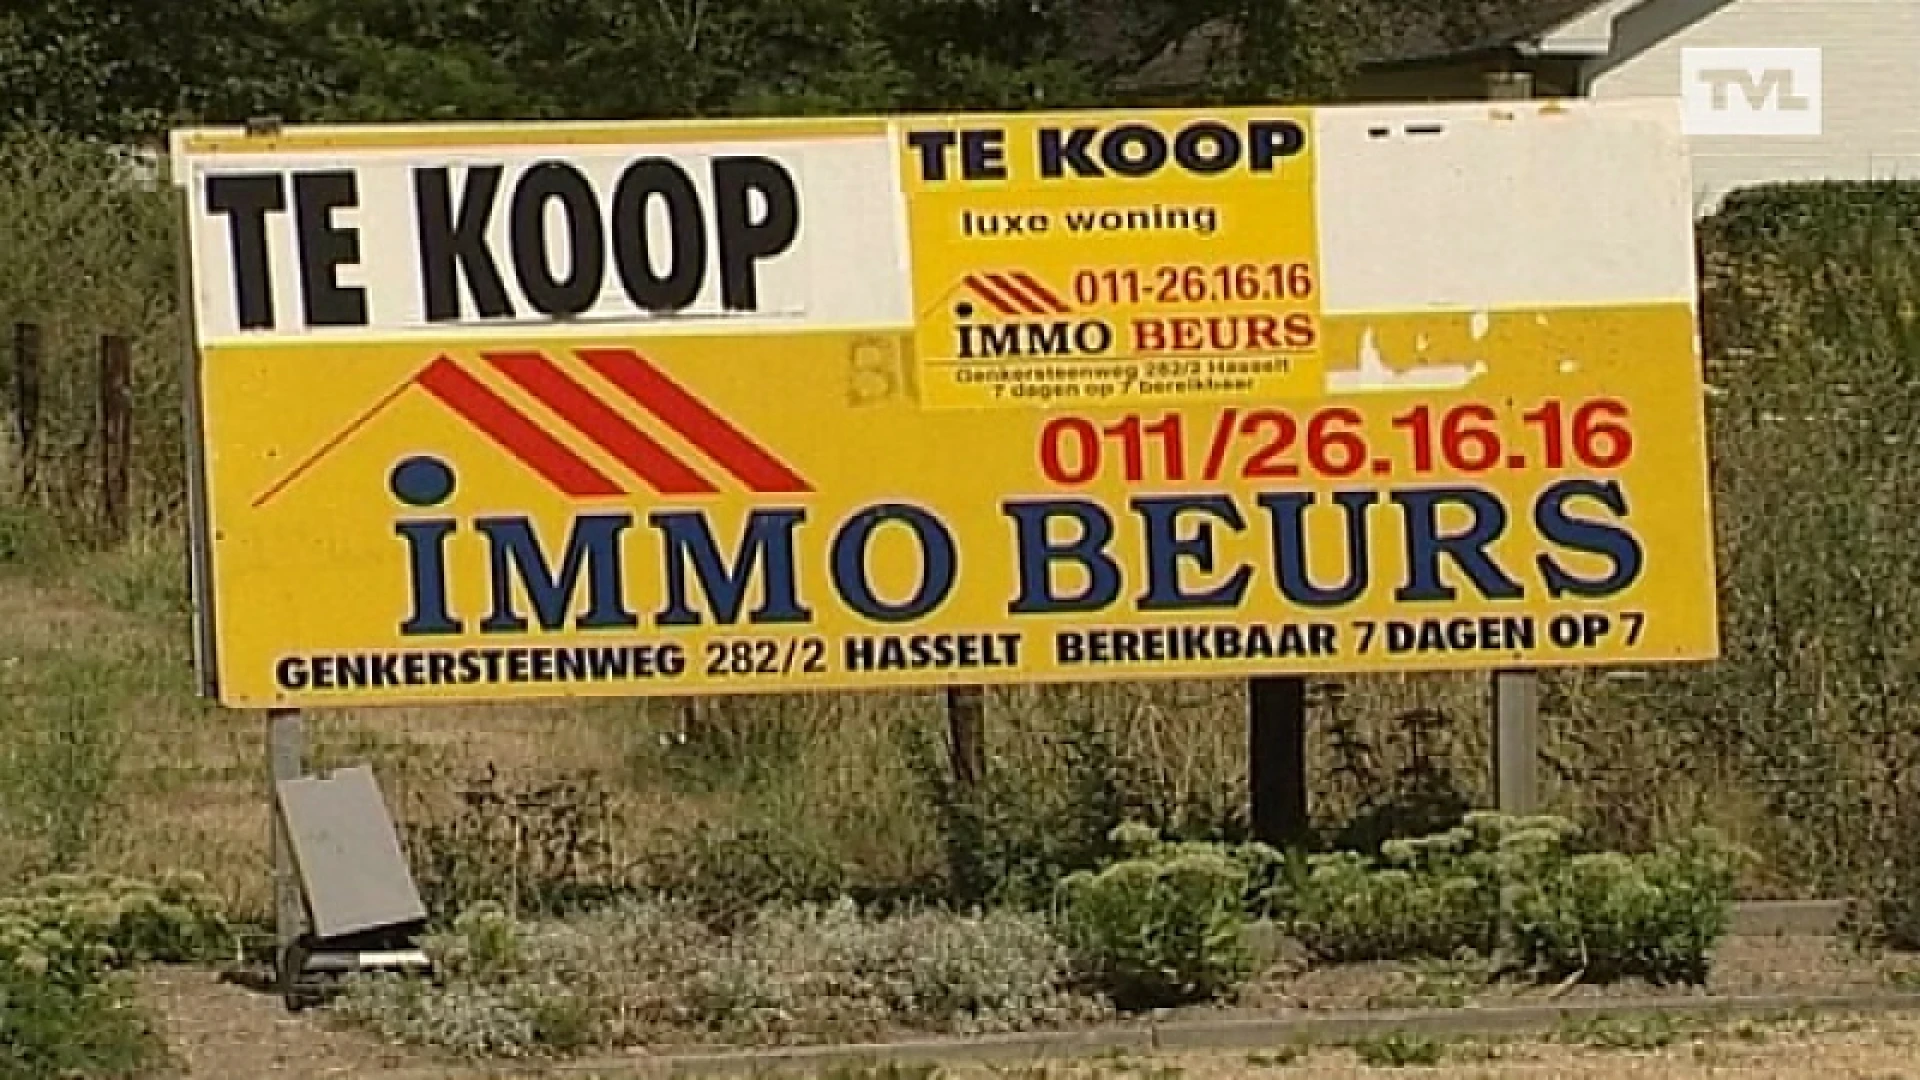 TVL
TE KOOP
TE KOOP
luxe woning
011-26.16.16
iMMO BEURS
Genkersteenweg 282/2 Hasselt
7 dagen op 7 bereikbaar
011/26.16.16
iMMO BEURS
GENKERSTEENWEG 282/2 HASSELT BEREIKBAAR 7 DAGEN OP 7